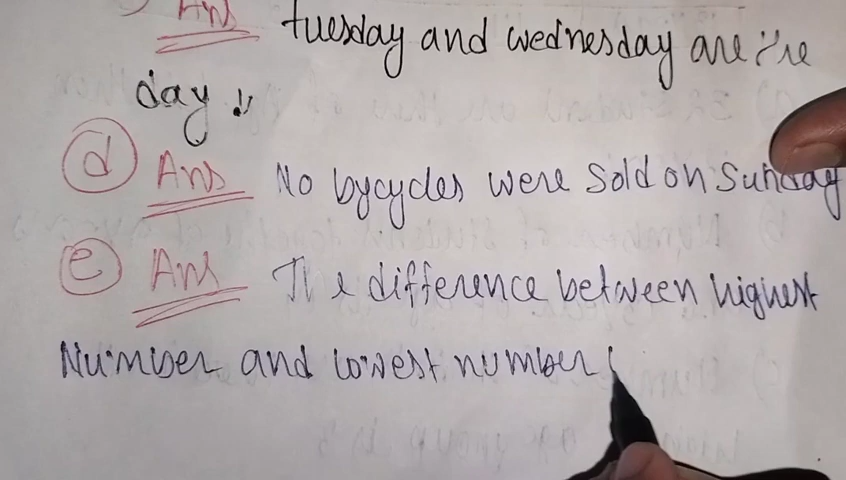 Ans tuesday and wednesday are the
day
d Ans No bycycles were sold on Sunday
e Ans The difference between highest
Number and lowest number